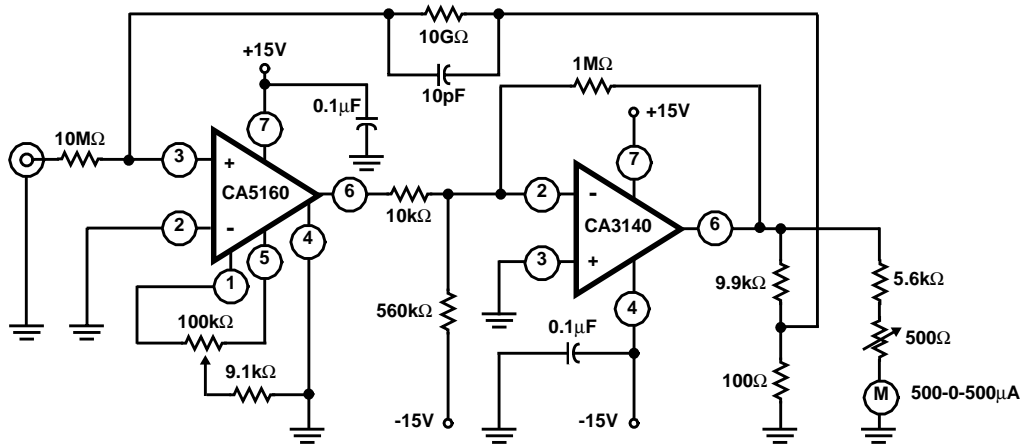 10GΩ
10pF
+15V
0.1μF
1MΩ
+15V
10MΩ
7
7
3
+
CA5160
6
10kΩ
2
-
CA3140
6
2
-
4
5
1
3
+
4
9.9kΩ
5.6kΩ
100kΩ
560kΩ
0.1μF
500Ω
9.1kΩ
100Ω
M
500-0-500μA
-15V
-15V